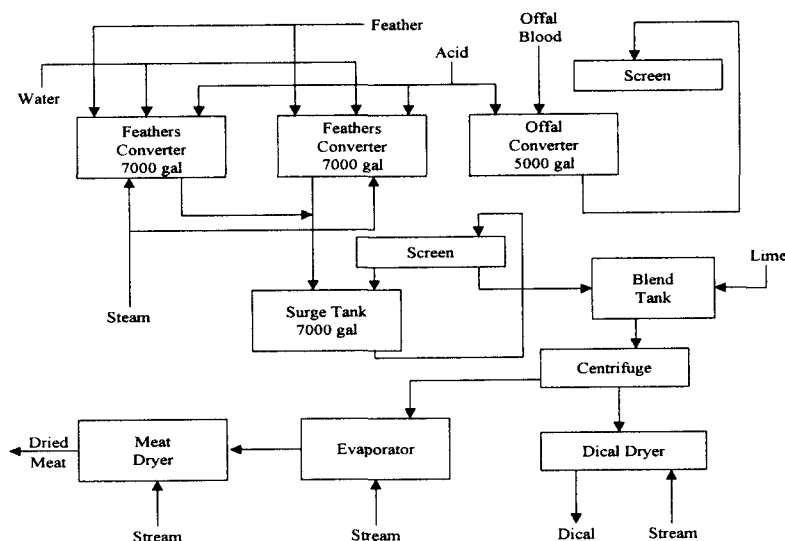 Feather
Offal
Blood
Acid
Screen
Water
Feathers
Converter
7000 gal
Feathers
Converter
7000 gal
Offal
Converter
5000 gal
Screen
Lime
Blend
Tank
Steam
Surge Tank
7000 gal
Centrifuge
Dried
Meat
Meat
Dryer
Evaporator
Dical Dryer
Stream
Stream
Dical
Stream